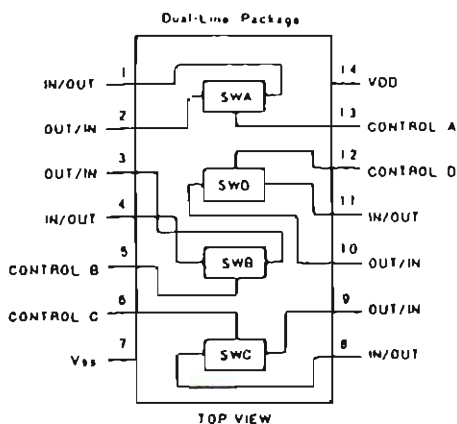 Dual-Line Package
1
IN/OUT
2
OUT/IN
3
OUT/IN
4
IN/OUT
5
CONTROL B
6
CONTROL C
7
Vss
SWA
SWD
SWB
SWC
14
VDD
13
CONTROL A
12
CONTROL D
11
IN/OUT
10
OUT/IN
9
OUT/IN
8
IN/OUT
TOP VIEW